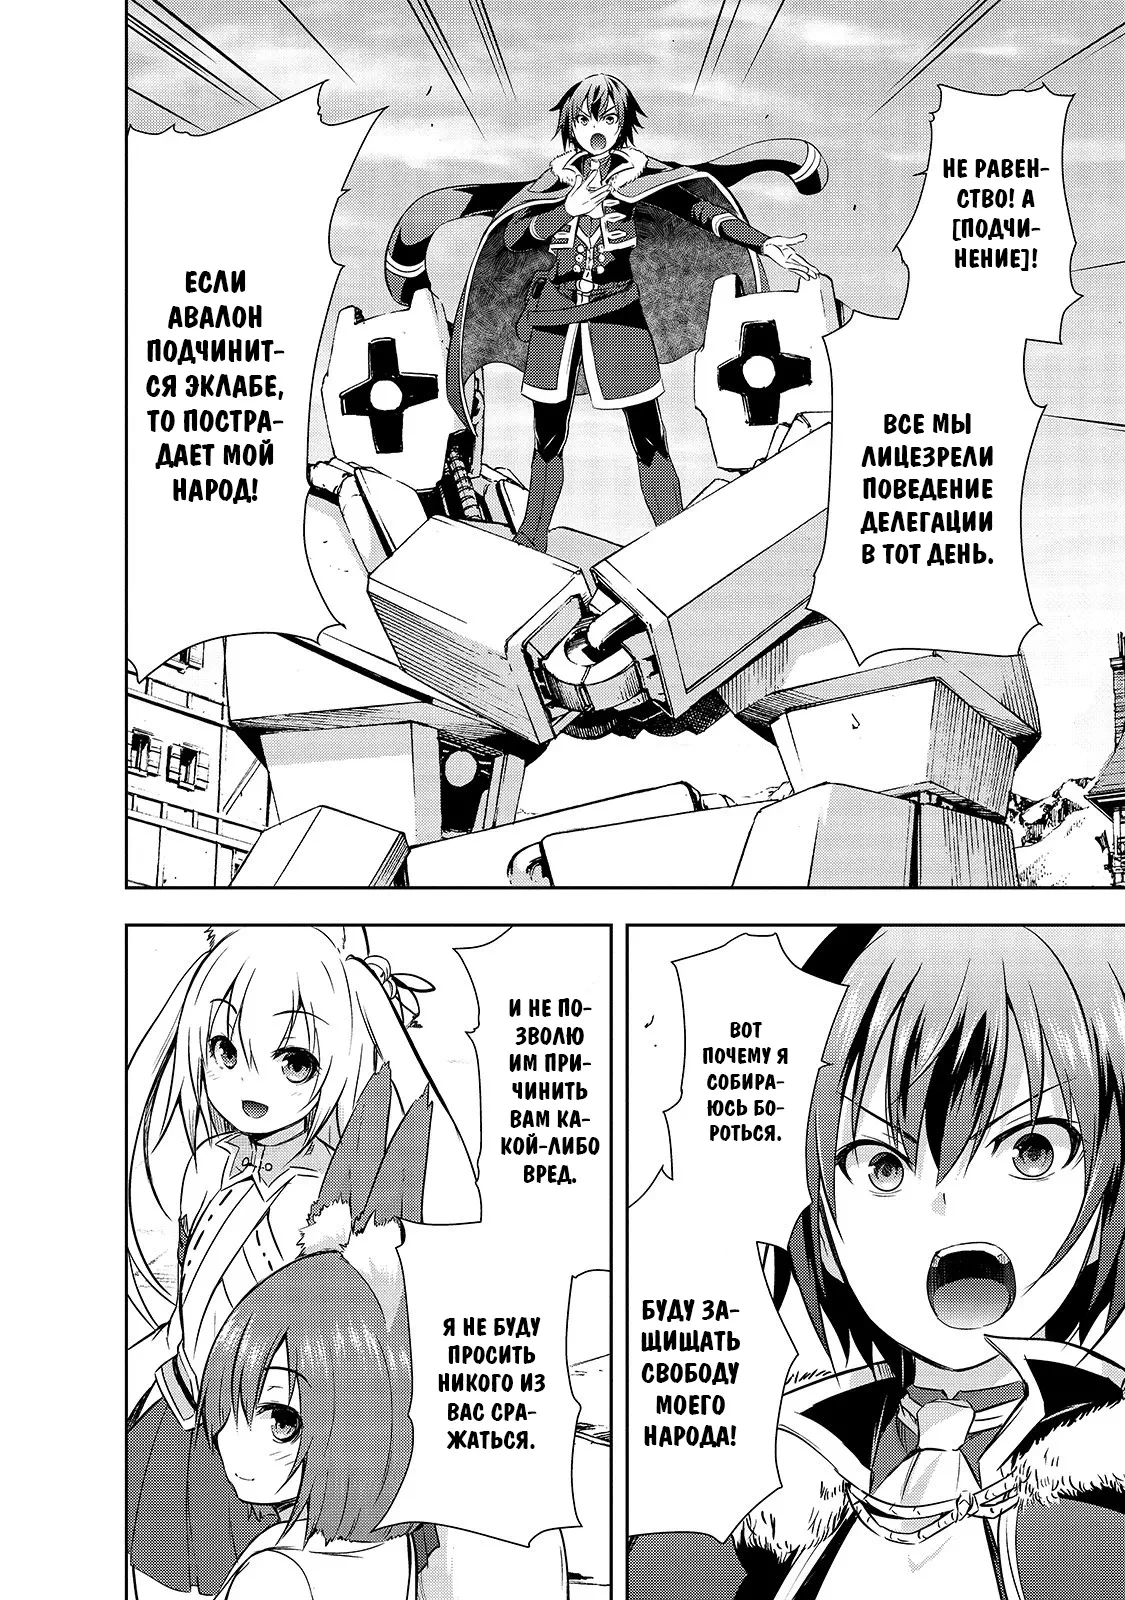 НЕ РАВЕН-
СТВО! А
[ПОДЧИ-
НЕНИЕ]!
ВСЕ МЫ
ЛИЦЕЗРЕЛИ
ПОВЕДЕНИЕ
ДЕЛЕГАЦИИ
В ТОТ ДЕНЬ.
ЕСЛИ
АВАЛОН
ПОДЧИНИТ-
СЯ ЭКЛАБЕ,
ТО ПОСТРА-
ДАЕТ МОЙ
НАРОД!
ВОТ
ПОЧЕМУ Я
СОБИРА-
ЮСЬ БО-
РОТЬСЯ.
БУДУ ЗА-
ЩИЩАТЬ
СВОБОДУ
МОЕГО
НАРОДА!
И НЕ ПО-
ЗВОЛЮ
ИМ ПРИ-
ЧИНИТЬ
ВАМ КА-
КОЙ-ЛИБО
ВРЕД.
Я НЕ БУДУ
ПРОСИТЬ
НИКОГО ИЗ
ВАС СРА-
ЖАТЬСЯ.